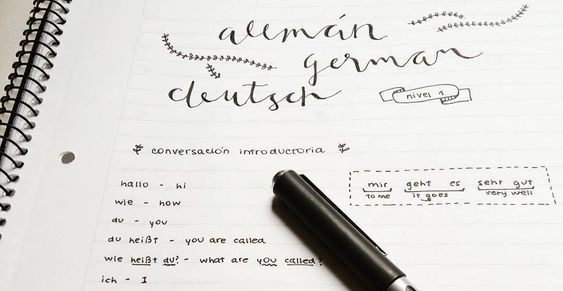 alemán
german
deutsch
nivel 1
conversación introductoria
hallo - hi
wie - how
du - you
du heißt - you are called
wie heißt du? - what are you called?
ich - I
mir geht es sehr gut
to me it goes very well